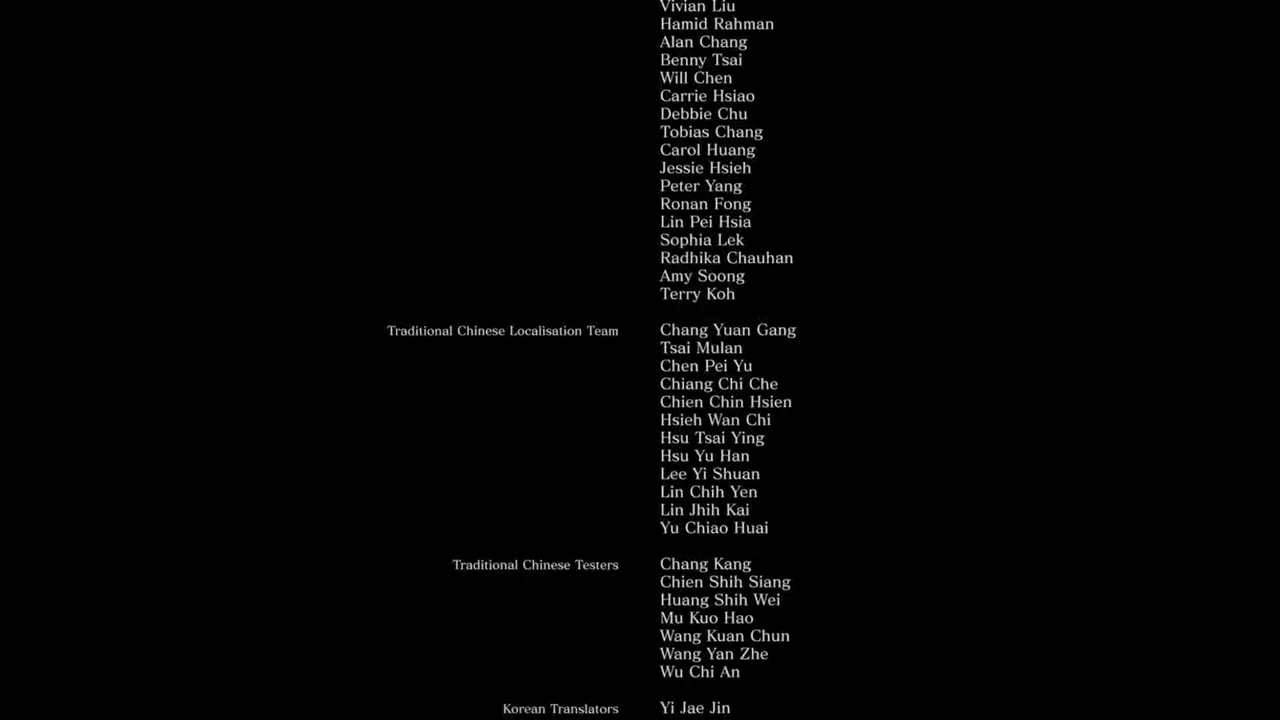 Vivian Liu
Hamid Rahman
Alan Chang
Benny Tsai
Will Chen
Carrie Hsiao
Debbie Chu
Tobias Chang
Carol Huang
Jessie Hsieh
Peter Yang
Ronan Fong
Lin Pei Hsia
Sophia Lek
Radhika Chauhan
Amy Soong
Terry Koh
Traditional Chinese Localisation Team Chang Yuan Gang
Tsai Mulan
Chen Pei Yu
Chiang Chi Che
Chien Chin Hsien
Hsieh Wan Chi
Hsu Tsai Ying
Hsu Yu Han
Lee Yi Shuan
Lin Chih Yen
Lin Jhih Kai
Yu Chiao Huai
Traditional Chinese Testers Chang Kang
Chien Shih Siang
Huang Shih Wei
Mu Kuo Hao
Wang Kuan Chun
Wang Yan Zhe
Wu Chi An
Korean Translators Yi Jae Jin